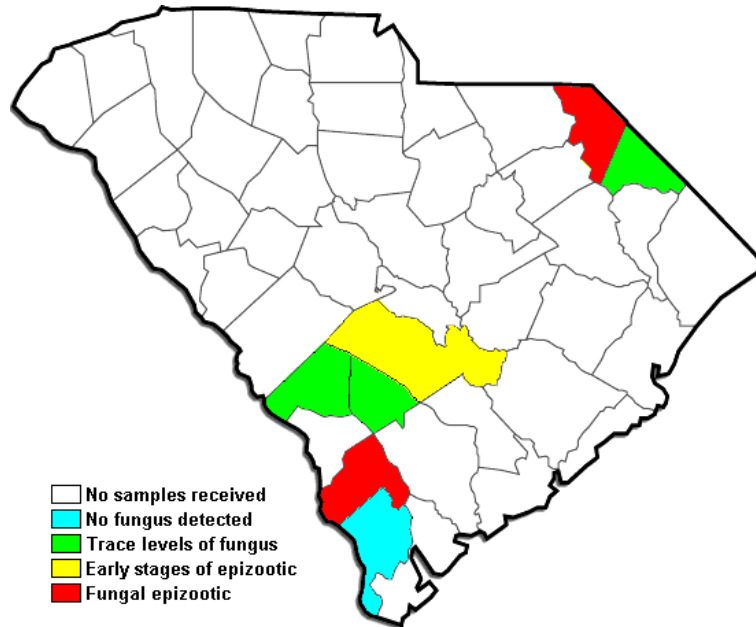 No samples received
No fungus detected
Trace levels of fungus
Early stages of epizootic
Fungal epizootic